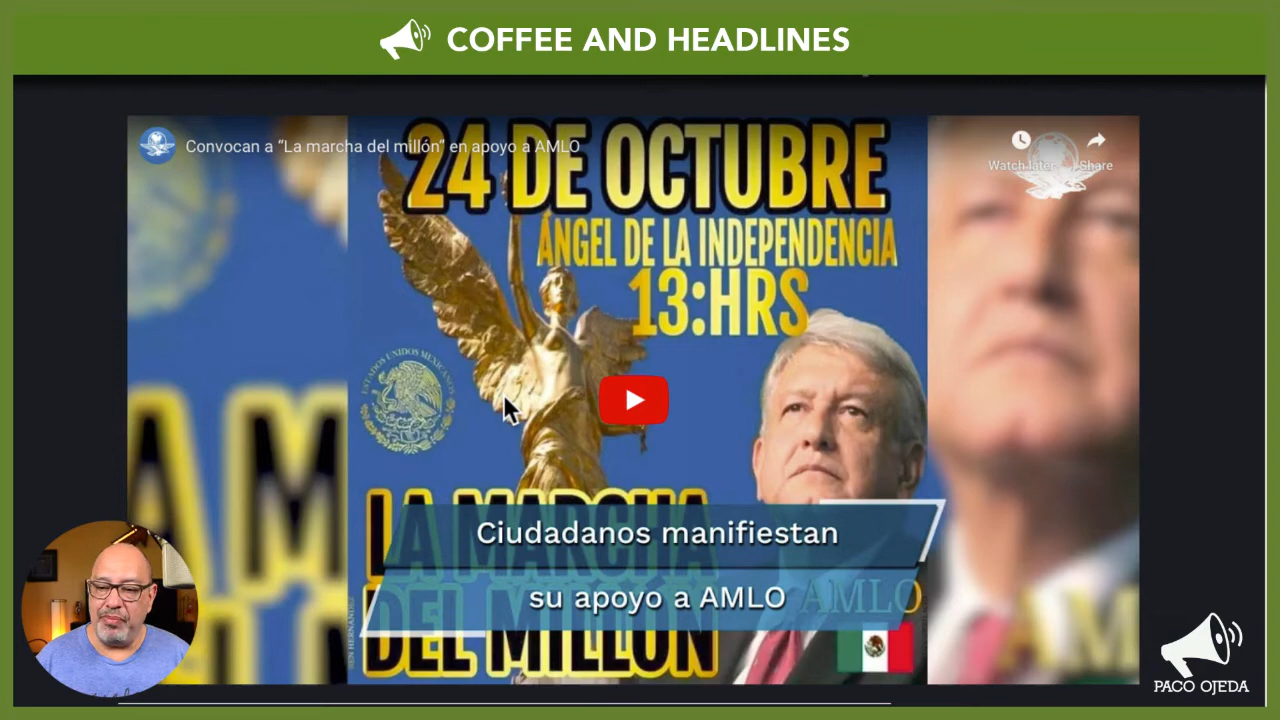 COFFEE AND HEADLINES
Convocan a “La marcha del millón” en apoyo a AMLO
Watch later
Share
24 DE OCTUBRE
ÁNGEL DE LA INDEPENDENCIA
13:HRS
ESTADOS UNIDOS MEXICANOS
LA MARCHA
DEL MILLÓN
Ciudadanos manifiestan
su apoyo a AMLO
AMLO
PACO OJEDA